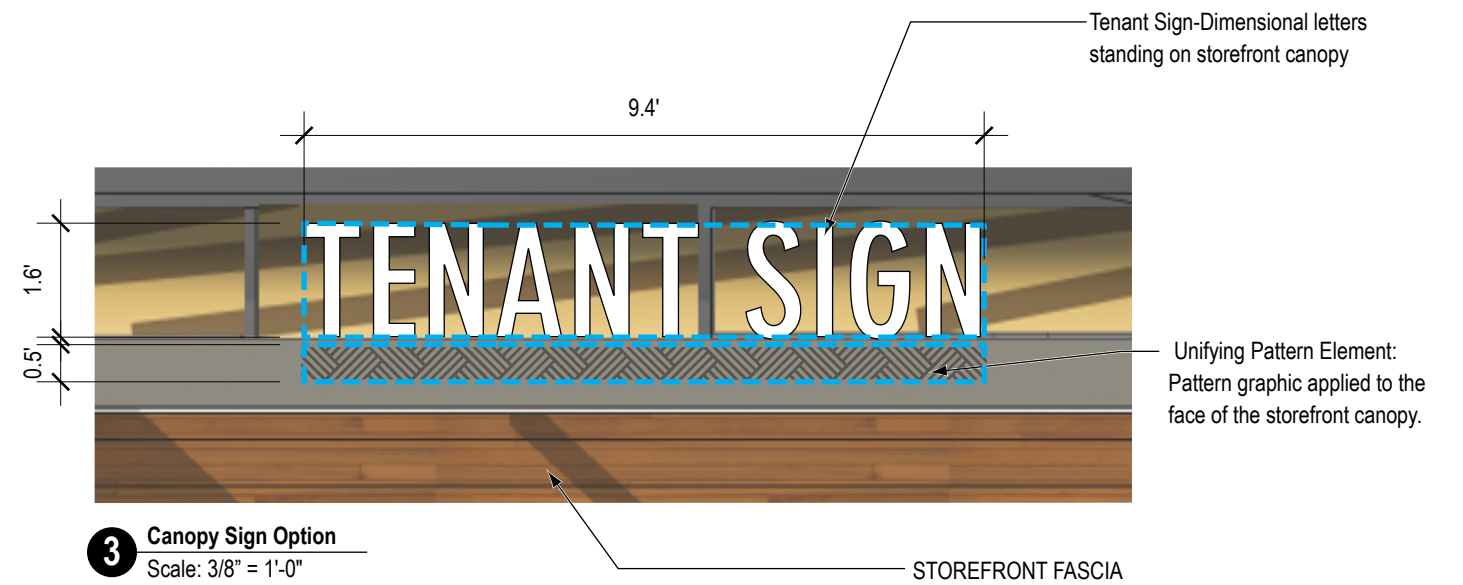 Tenant Sign-Dimensional letters
standing on storefront canopy
9.4'
1.6'
TENANT SIGN
0.5'
Unifying Pattern Element:
Pattern graphic applied to the
face of the storefront canopy.
3
Canopy Sign Option
Scale: 3/8” = 1'-0"
STOREFRONT FASCIA